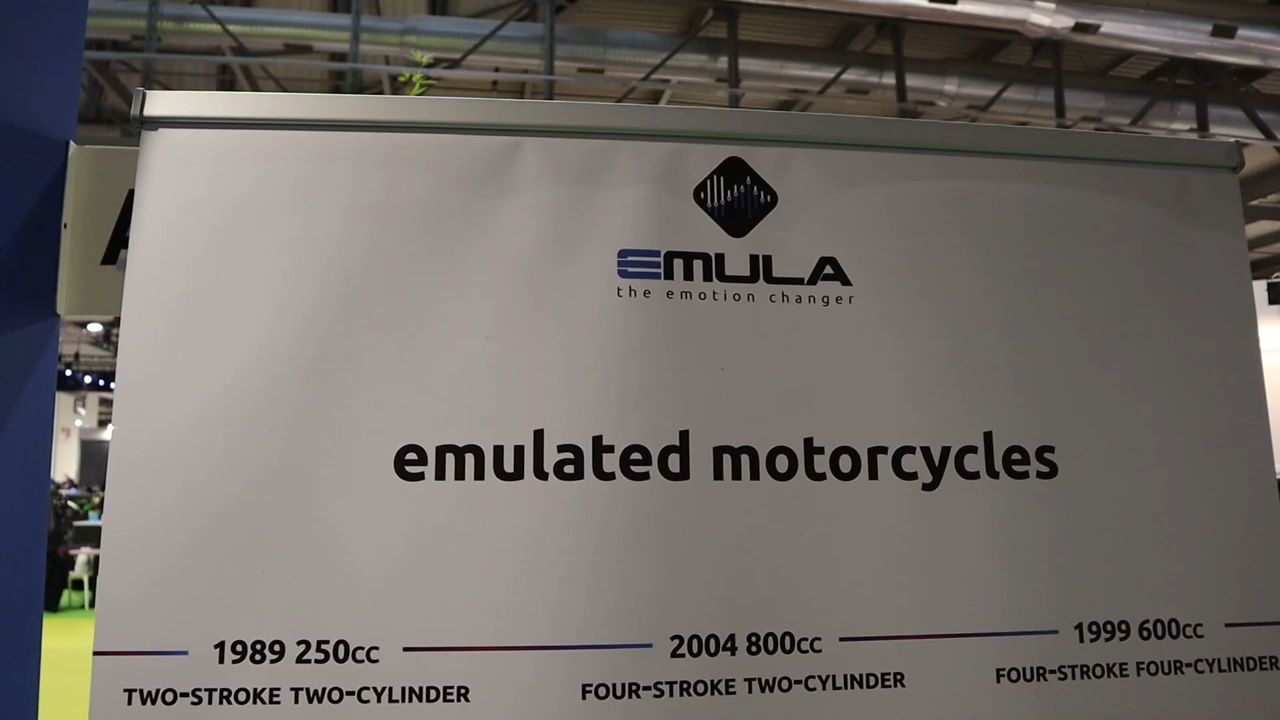 EMULA
the emotion changer
emulated motorcycles
1989 250cc
2004 800cc
1999 600cc
TWO-STROKE TWO-CYLINDER
FOUR-STROKE TWO-CYLINDER
FOUR-STROKE FOUR-CYLINDER